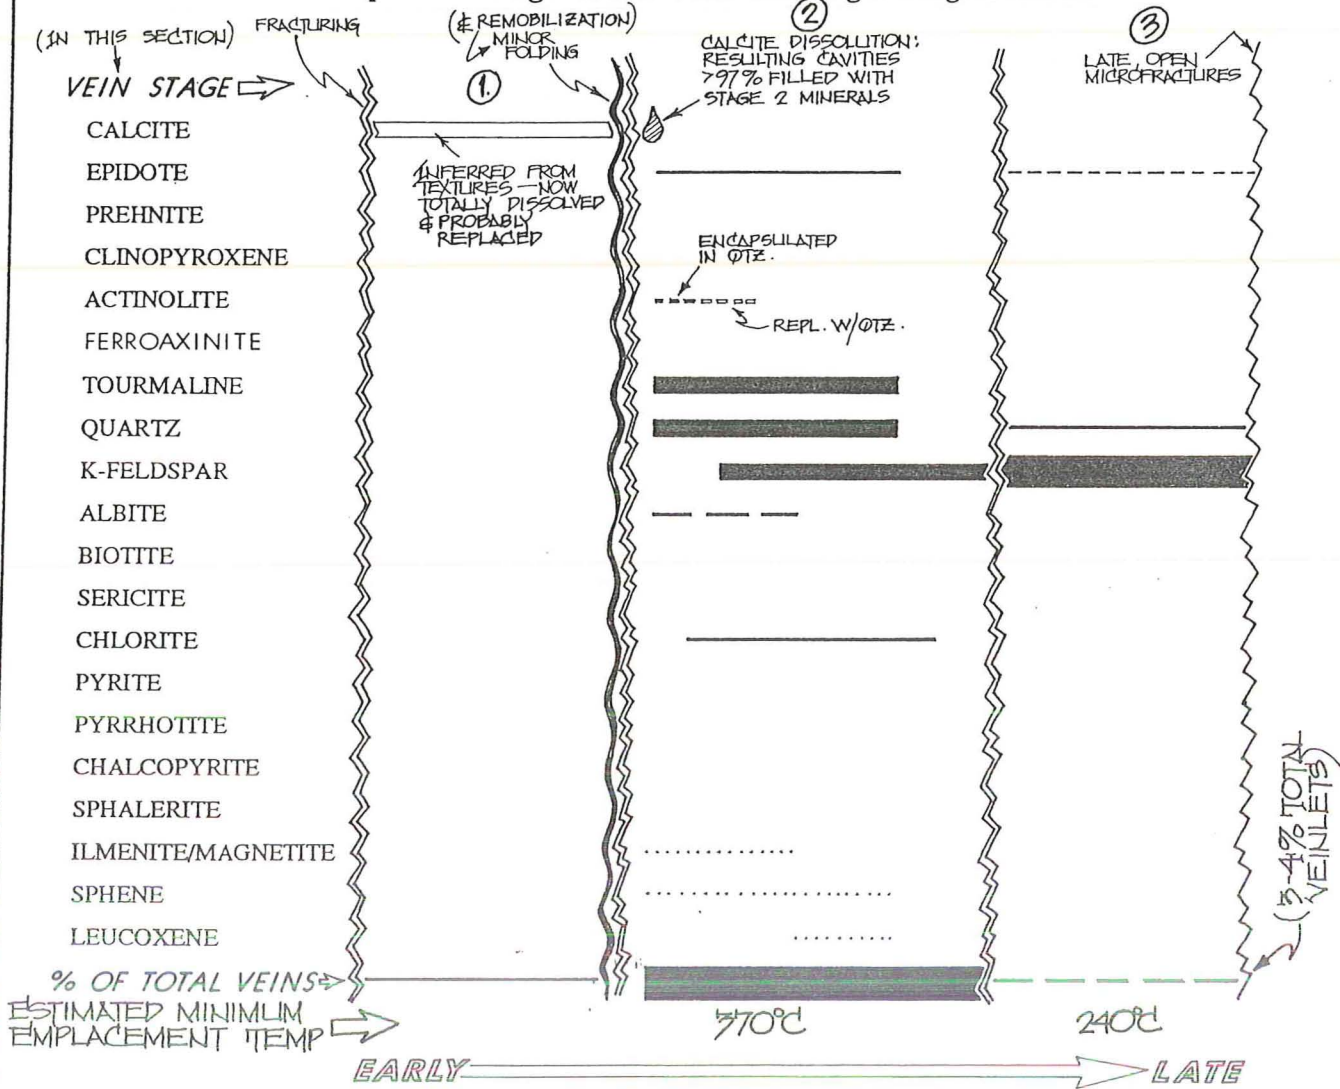 (IN THIS SECTION)
FRACTURING
(& REMOBILIZATION)
MINOR
FOLDING
VEIN STAGE
1
2
3
CALCITE DISSOLUTION:
RESULTING CAVITIES
>97% FILLED WITH
STAGE 2 MINERALS
LATE, OPEN
MICROFRACTURES
CALCITE
INFERRED FROM
TEXTURES — NOW
TOTALLY DISSOLVED
& PROBABLY
REPLACED
EPIDOTE
PREHNITE
CLINOPYROXENE
ENCAPSULATED
IN QTZ.
ACTINOLITE
REPL. W/QTZ.
FERROAXINITE
TOURMALINE
QUARTZ
K-FELDSPAR
ALBITE
BIOTITE
SERICITE
CHLORITE
PYRITE
PYRRHOTITE
CHALCOPYRITE
SPHALERITE
ILMENITE/MAGNETITE
SPHENE
LEUCOXENE
% OF TOTAL VEINS
(3-4% TOTAL
VEINLETS)
ESTIMATED MINIMUM
EMPLACEMENT TEMP
370°C
240°C
EARLY
LATE